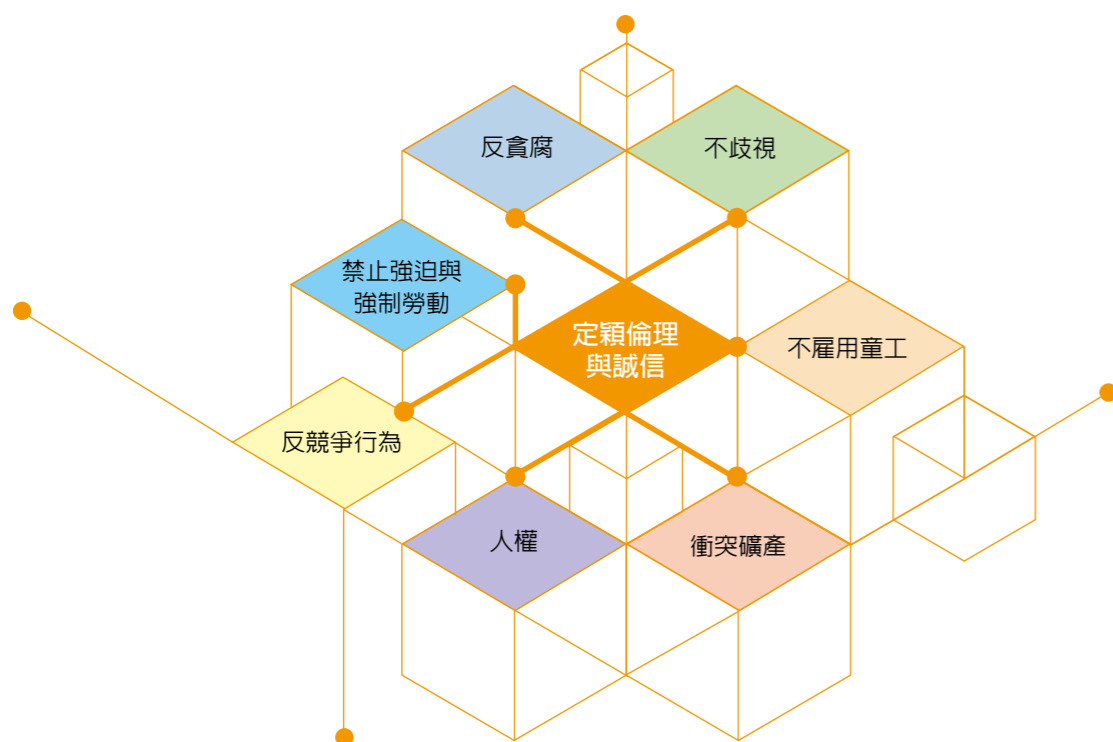 反貪腐
不歧視
禁止強迫與
強制勞動
定穎倫理
與誠信
不雇用童工
反競爭行為
人權
衝突礦產